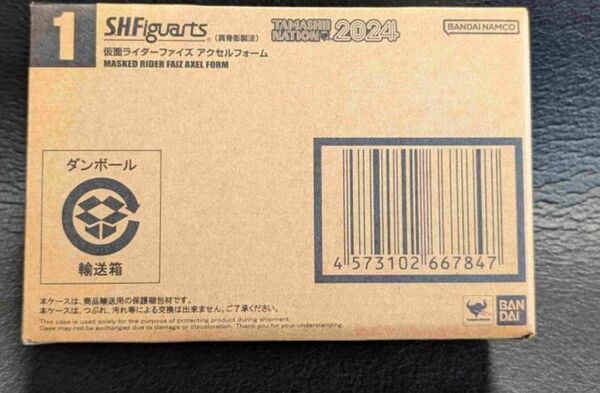 1
S.H.Figuarts
(真骨彫製法)
TAMASHII NATION 2024
BANDAI NAMCO
仮面ライダーファイズ アクセルフォーム
MASKED RIDER FAIZ AXEL FORM
ダンボール
輸送箱
4 573102 667847
本ケースは、商品輸送用の保護梱包材です。
本ケースは、つぶれ、汚れ等による交換は出来ません。ご了承ください。
This case is used solely for the purpose of protecting product during shipment.
Case may not be exchanged due to damage or discoloration. Thank you for your understanding.
BAN
DAI